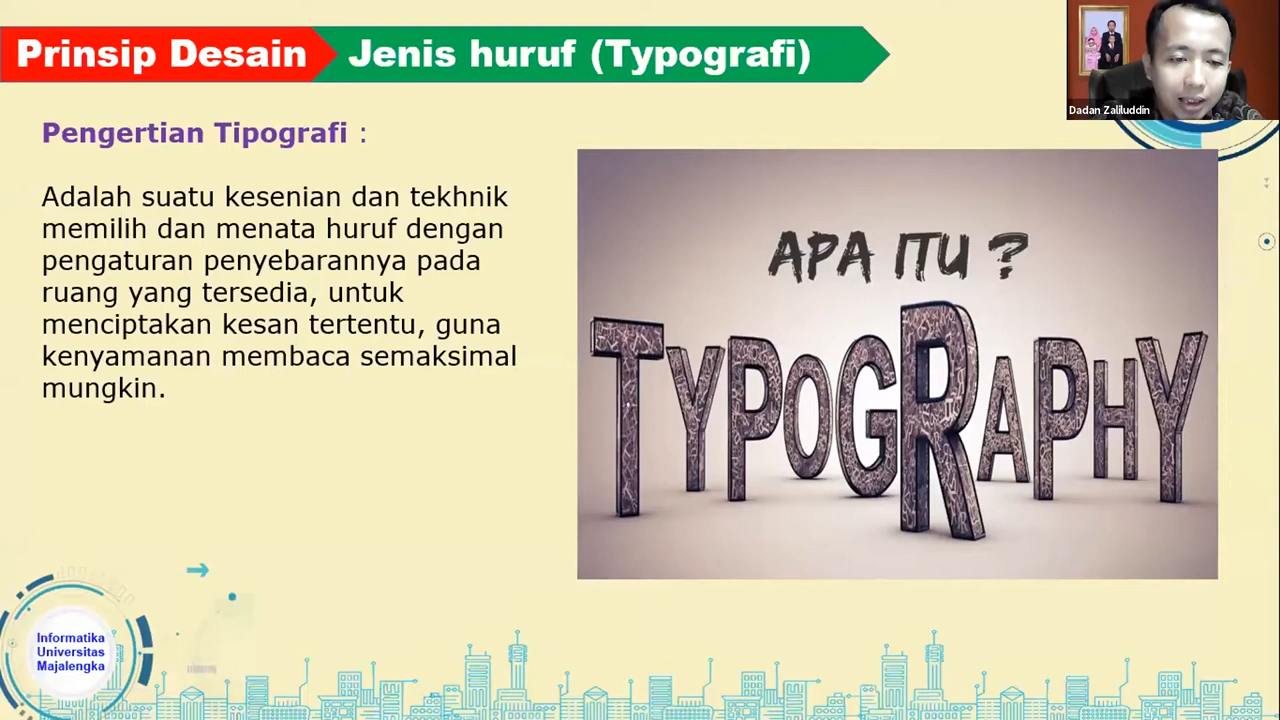 Prinsip Desain
Jenis huruf (Typografi)
Dadan Zaliluddin
Pengertian Tipografi :
Adalah suatu kesenian dan tekhnik
memilih dan menata huruf dengan
pengaturan penyebarannya pada
ruang yang tersedia, untuk
menciptakan kesan tertentu, guna
kenyamanan membaca semaksimal
mungkin.
APA ITU ?
TYPOGRAPHY
Informatika
Universitas
Majalengka